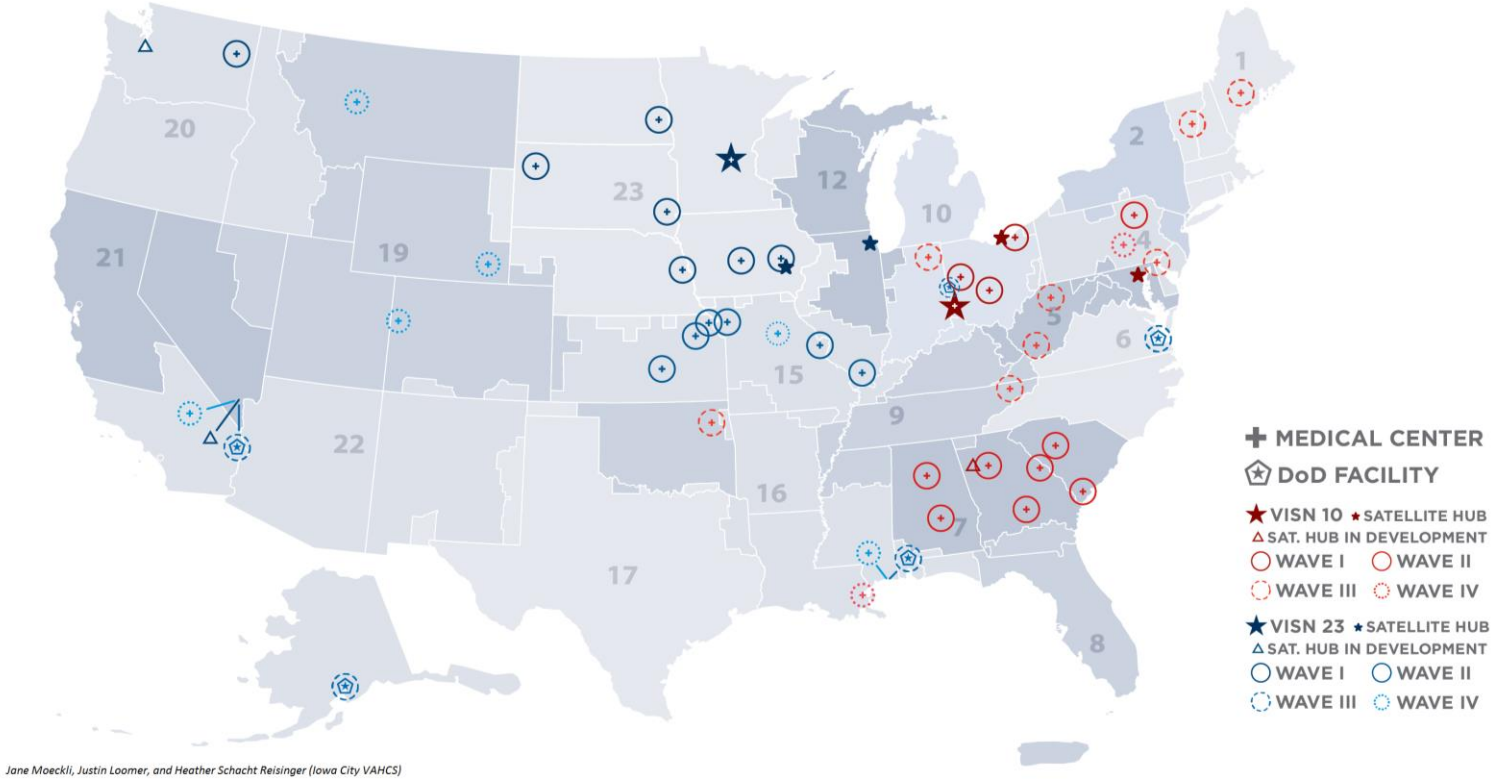 1
20
2
12
23
10
21
19
4
5
6
15
22
9
16
7
17
8
MEDICAL CENTER
DoD FACILITY
VISN 10 SATELLITE HUB
SAT. HUB IN DEVELOPMENT
WAVE I WAVE II
WAVE III WAVE IV
VISN 23 SATELLITE HUB
SAT. HUB IN DEVELOPMENT
WAVE I WAVE II
WAVE III WAVE IV
Jane Moeckli, Justin Loomer, and Heather Schacht Reisinger (Iowa City VAHCS)